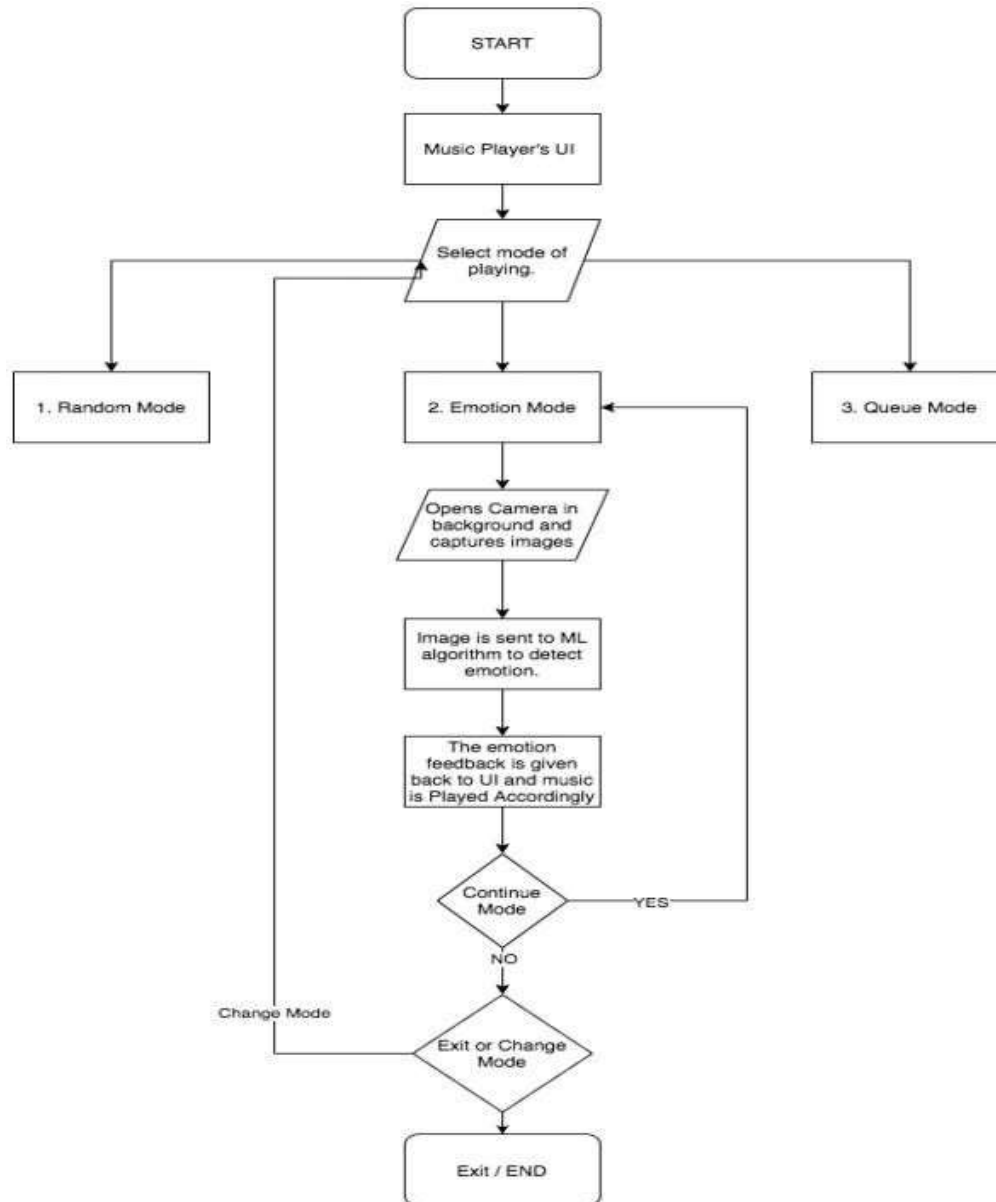 START
Music Player's UI
Select mode of
playing.
1. Random Mode
2. Emotion Mode
3. Queue Mode
Opens Camera in
background and
captures images
Image is sent to ML
algorithm to detect
emotion.
The emotion
feedback is given
back to UI and music
is Played Accordingly
Continue
Mode
YES
NO
Change Mode
Exit or Change
Mode
Exit / END